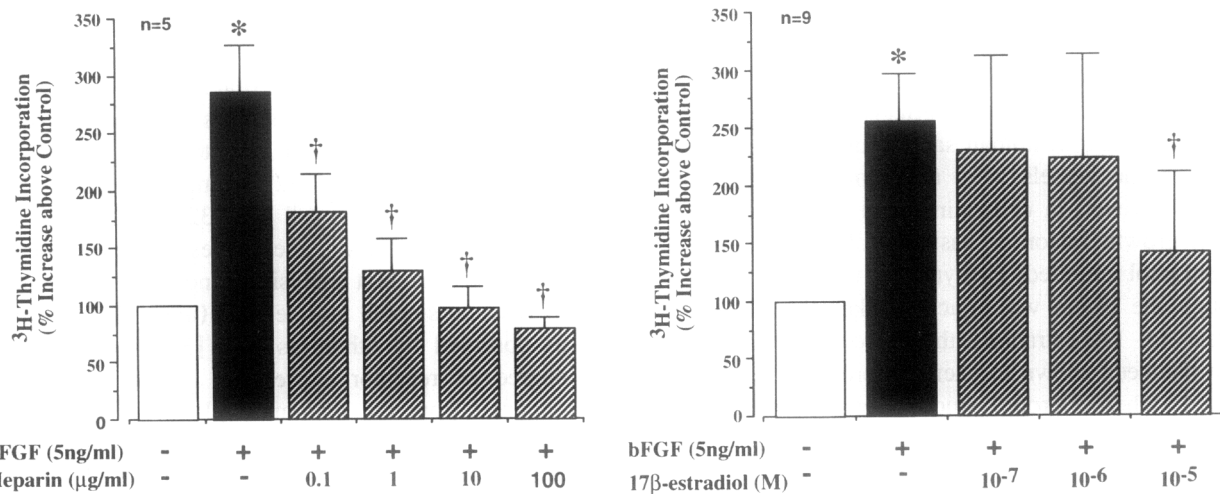 n=5
*
†
†
†
†
350
300
250
200
150
100
50
0
³H-Thymidine Incorporation
(% Increase above Control)
FGF (5ng/ml) - + + + + +
eparin (µg/ml) - - 0.1 1 10 100
n=9
*
†
350
300
250
200
150
100
50
0
³H-Thymidine Incorporation
(% Increase above Control)
bFGF (5ng/ml) - + + + +
17β-estradiol (M) - - 10⁻⁷ 10⁻⁶ 10⁻⁵